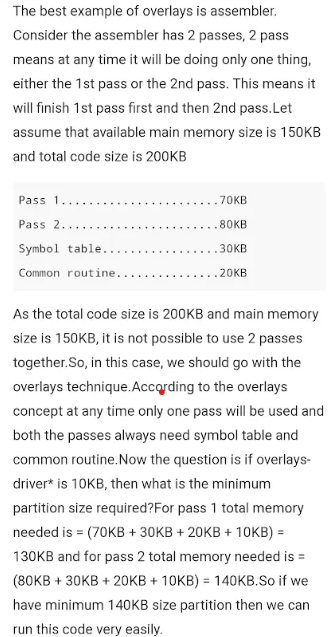 The best example of overlays is assembler.
Consider the assembler has 2 passes, 2 pass
means at any time it will be doing only one thing,
either the 1st pass or the 2nd pass. This means it
will finish 1st pass first and then 2nd pass.Let
assume that available main memory size is 150KB
and total code size is 200KB
Pass 1.......................70KB
Pass 2.......................80KB
Symbol table.................30KB
Common routine...............20KB
As the total code size is 200KB and main memory
size is 150KB, it is not possible to use 2 passes
together.So, in this case, we should go with the
overlays technique.According to the overlays
concept at any time only one pass will be used and
both the passes always need symbol table and
common routine.Now the question is if overlays-
driver* is 10KB, then what is the minimum
partition size required?For pass 1 total memory
needed is = (70KB + 30KB + 20KB + 10KB) =
130KB and for pass 2 total memory needed is =
(80KB + 30KB + 20KB + 10KB) = 140KB.So if we
have minimum 140KB size partition then we can
run this code very easily.